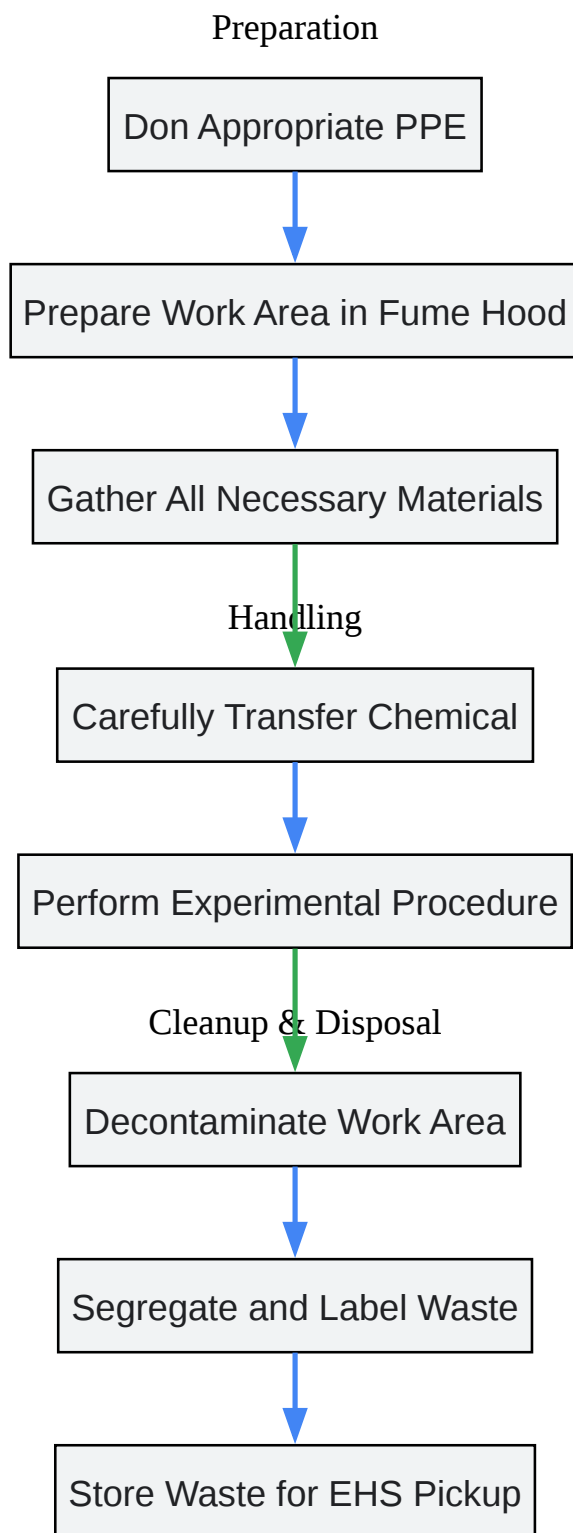 Preparation
Don Appropriate PPE
Prepare Work Area in Fume Hood
Gather All Necessary Materials
Handling
Carefully Transfer Chemical
Perform Experimental Procedure
Cleanup & Disposal
Decontaminate Work Area
Segregate and Label Waste
Store Waste for EHS Pickup